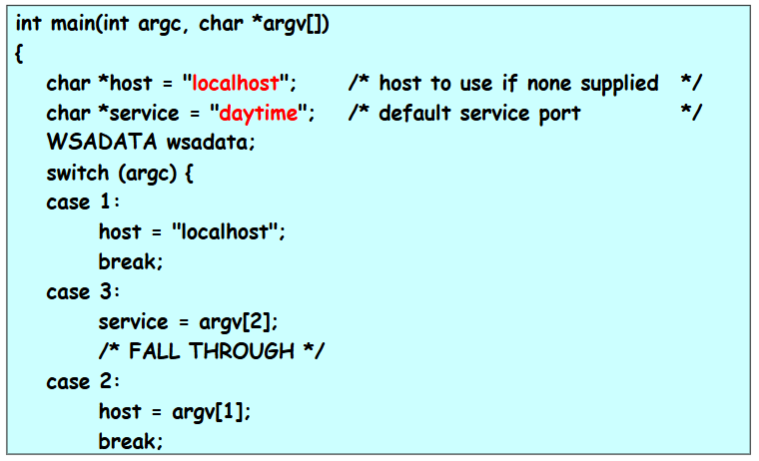 int main(int argc, char *argv[])
{
char *host = "localhost"; /* host to use if none supplied */
char *service = "daytime"; /* default service port */
WSADATA wsadata;
switch (argc) {
case 1:
host = "localhost";
break;
case 3:
service = argv[2];
/* FALL THROUGH */
case 2:
host = argv[1];
break;